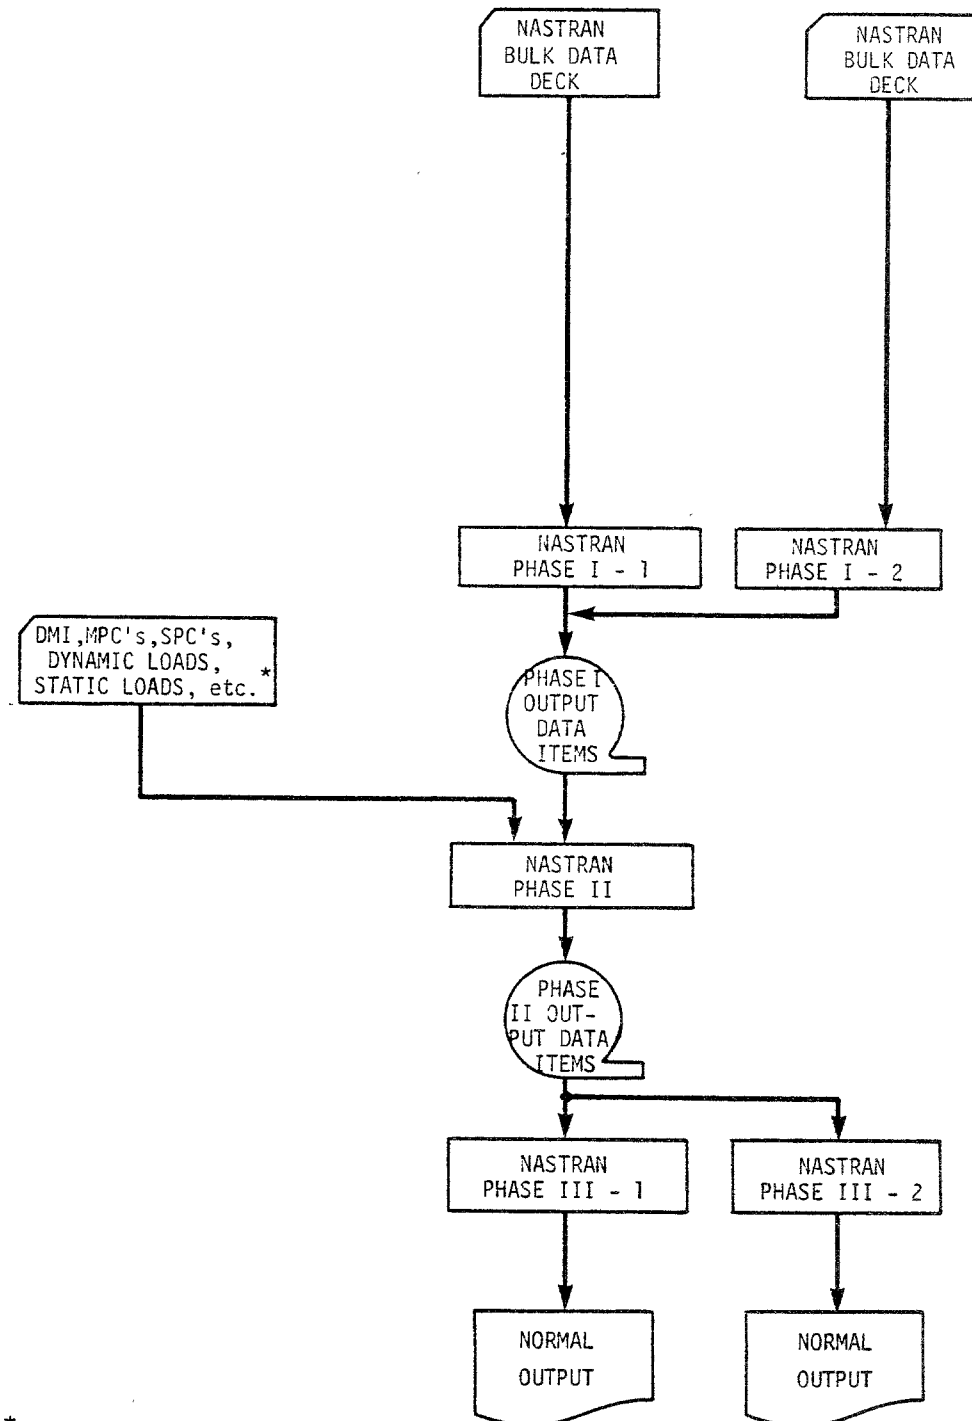 NASTRAN
BULK DATA
DECK
NASTRAN
BULK DATA
DECK
NASTRAN
PHASE I - 1
NASTRAN
PHASE I - 2
DMI,MPC's,SPC's,
DYNAMIC LOADS,
STATIC LOADS, etc.*
PHASE I
OUTPUT
DATA
ITEMS
NASTRAN
PHASE II
PHASE
II OUT-
PUT DATA
ITEMS
NASTRAN
PHASE III - 1
NASTRAN
PHASE III - 2
NORMAL
OUTPUT
NORMAL
OUTPUT
*